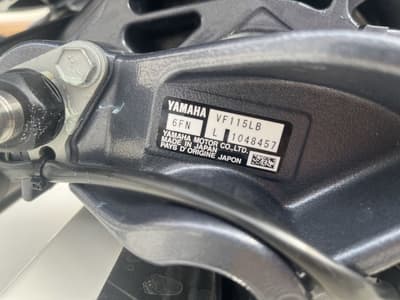 YAMAHA VF115LB
6FN L 1048457
YAMAHA MOTOR CO.,LTD.
MADE IN JAPAN
PAYS D'ORIGINE JAPON